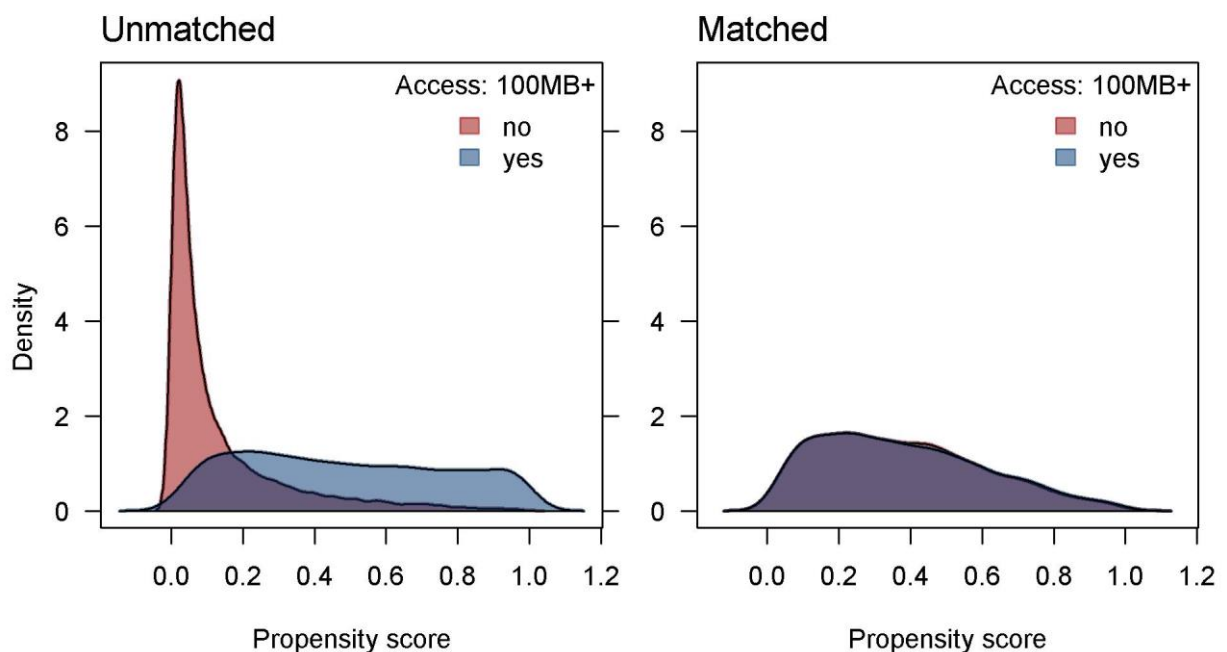 Unmatched
Access: 100MB+
no
yes
8
6
4
2
0
Density
0.0 0.2 0.4 0.6 0.8 1.0 1.2
Propensity score
Matched
Access: 100MB+
no
yes
8
6
4
2
0
0.0 0.2 0.4 0.6 0.8 1.0 1.2
Propensity score